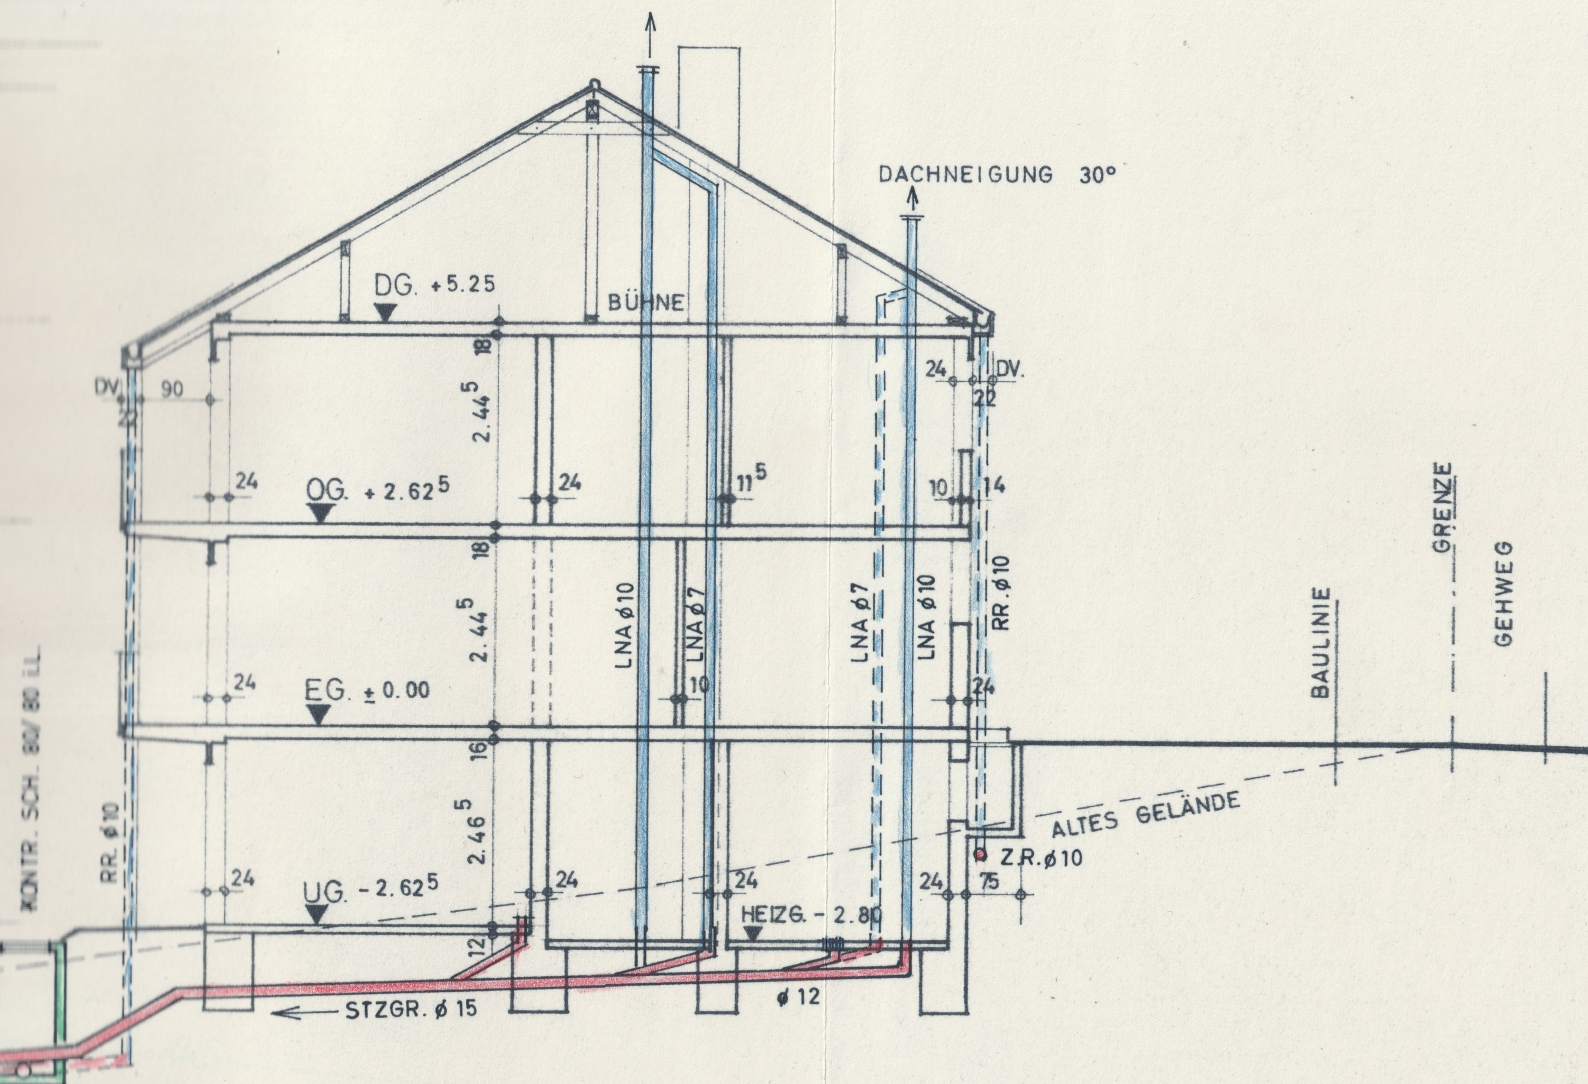 DACHNEIGUNG 30°
DG. +5.25
BÜHNE
18
DV
90
22
2.44⁵
24
DV.
22
24
OG. +2.62⁵
24
11⁵
10
14
18
GRENZE
GEHWEG
BAULINIE
RR. ø10
LNA ø10
LNA ø7
LNA ø7
LNA ø10
2.44⁵
24
EG. ±0.00
10
24
16
KONTR. SCH. 80/80 i.L.
RR. ø10
2.46⁵
ALTES GELÄNDE
Z.R.ø10
24
UG. -2.62⁵
24
24
24
75
HEIZG. -2.80
12
STZGR. ø 15
ø 12